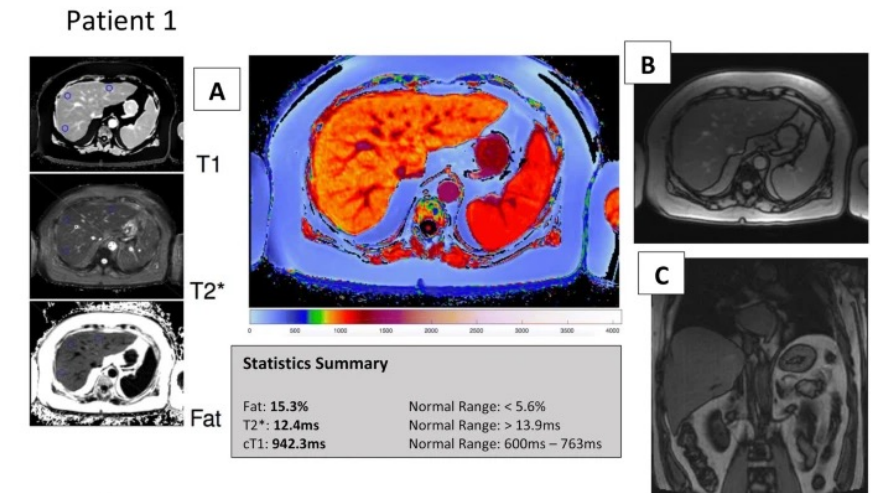 Patient 1
A
T1
T2*
Fat
0 500 1000 1500 2000 2500 3000 3500 4000
Statistics Summary
Fat: 15.3% Normal Range: < 5.6%
T2*: 12.4ms Normal Range: > 13.9ms
cT1: 942.3ms Normal Range: 600ms – 763ms
B
C